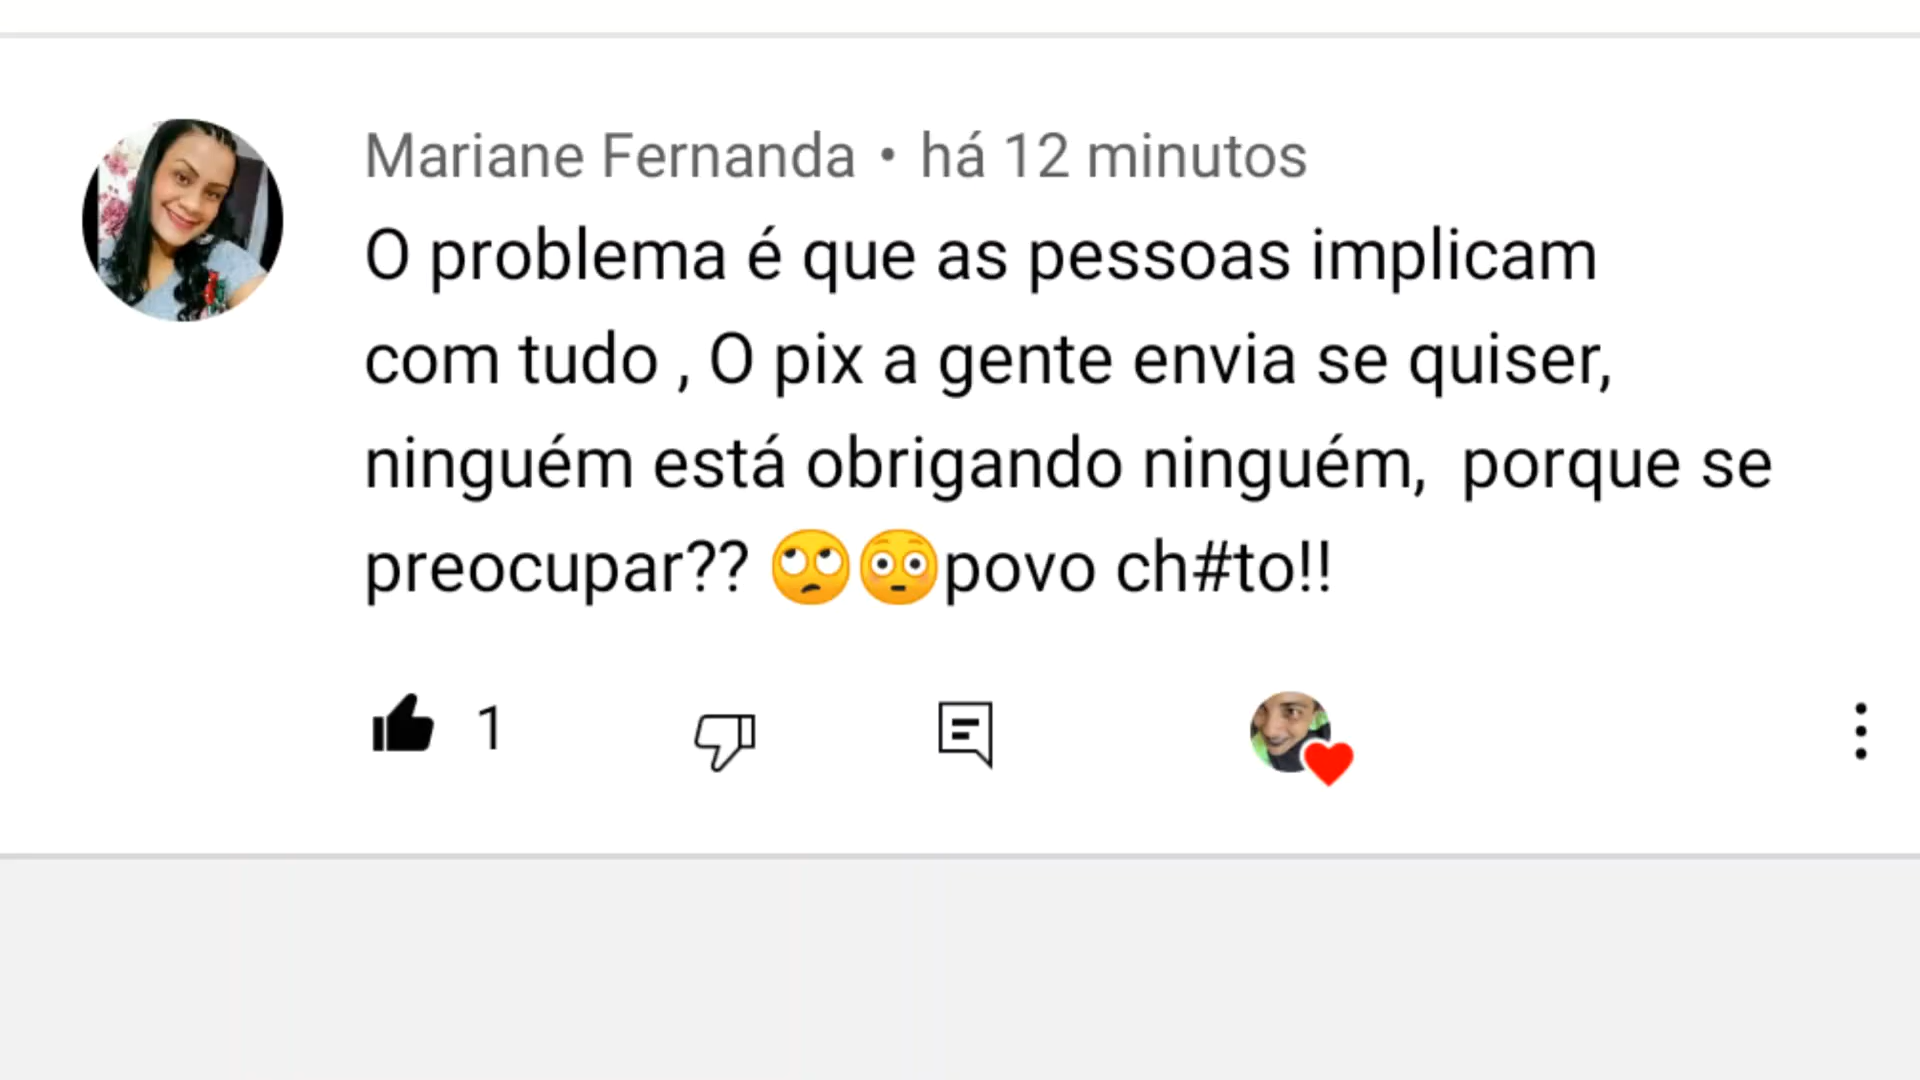 Mariane Fernanda • há 12 minutos
O problema é que as pessoas implicam
com tudo , O pix a gente envia se quiser,
ninguém está obrigando ninguém,  porque se
preocupar?? 🙄😳povo ch#to!!
1